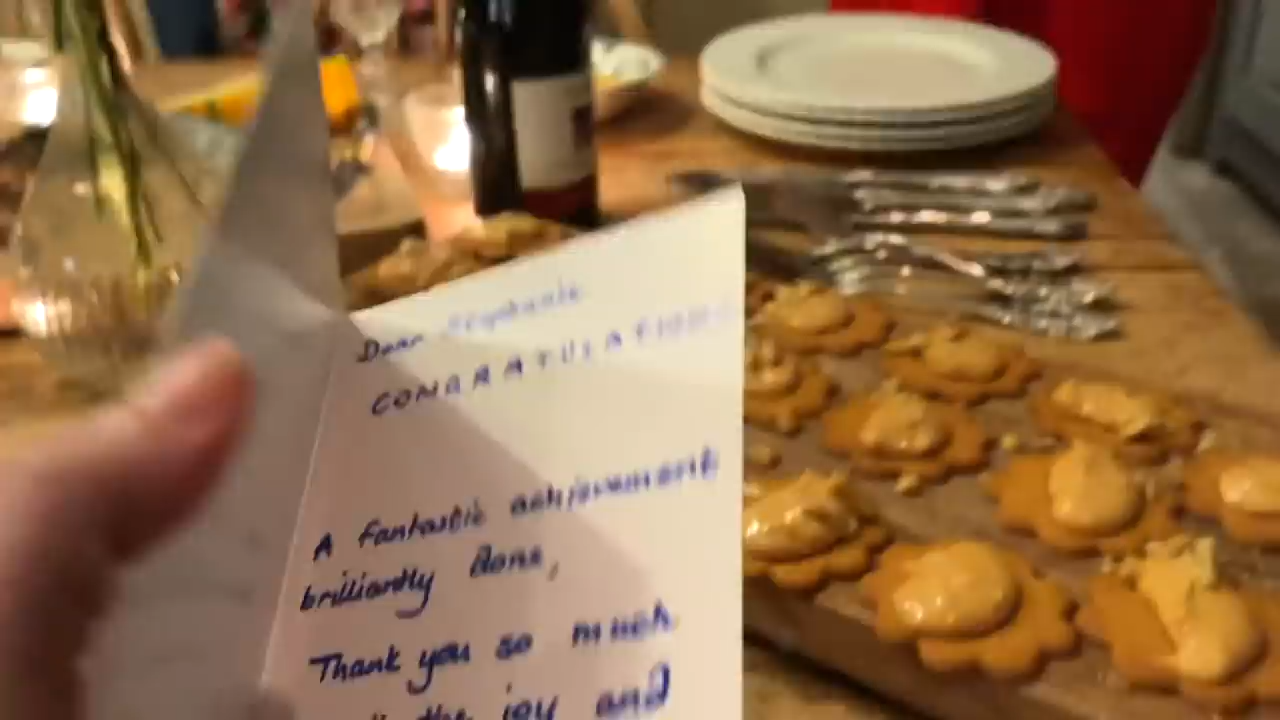 Dear Stephanie
CONGRATULATIONS
A fantastic achievement
brilliantly done,
Thank you so much
the joy and